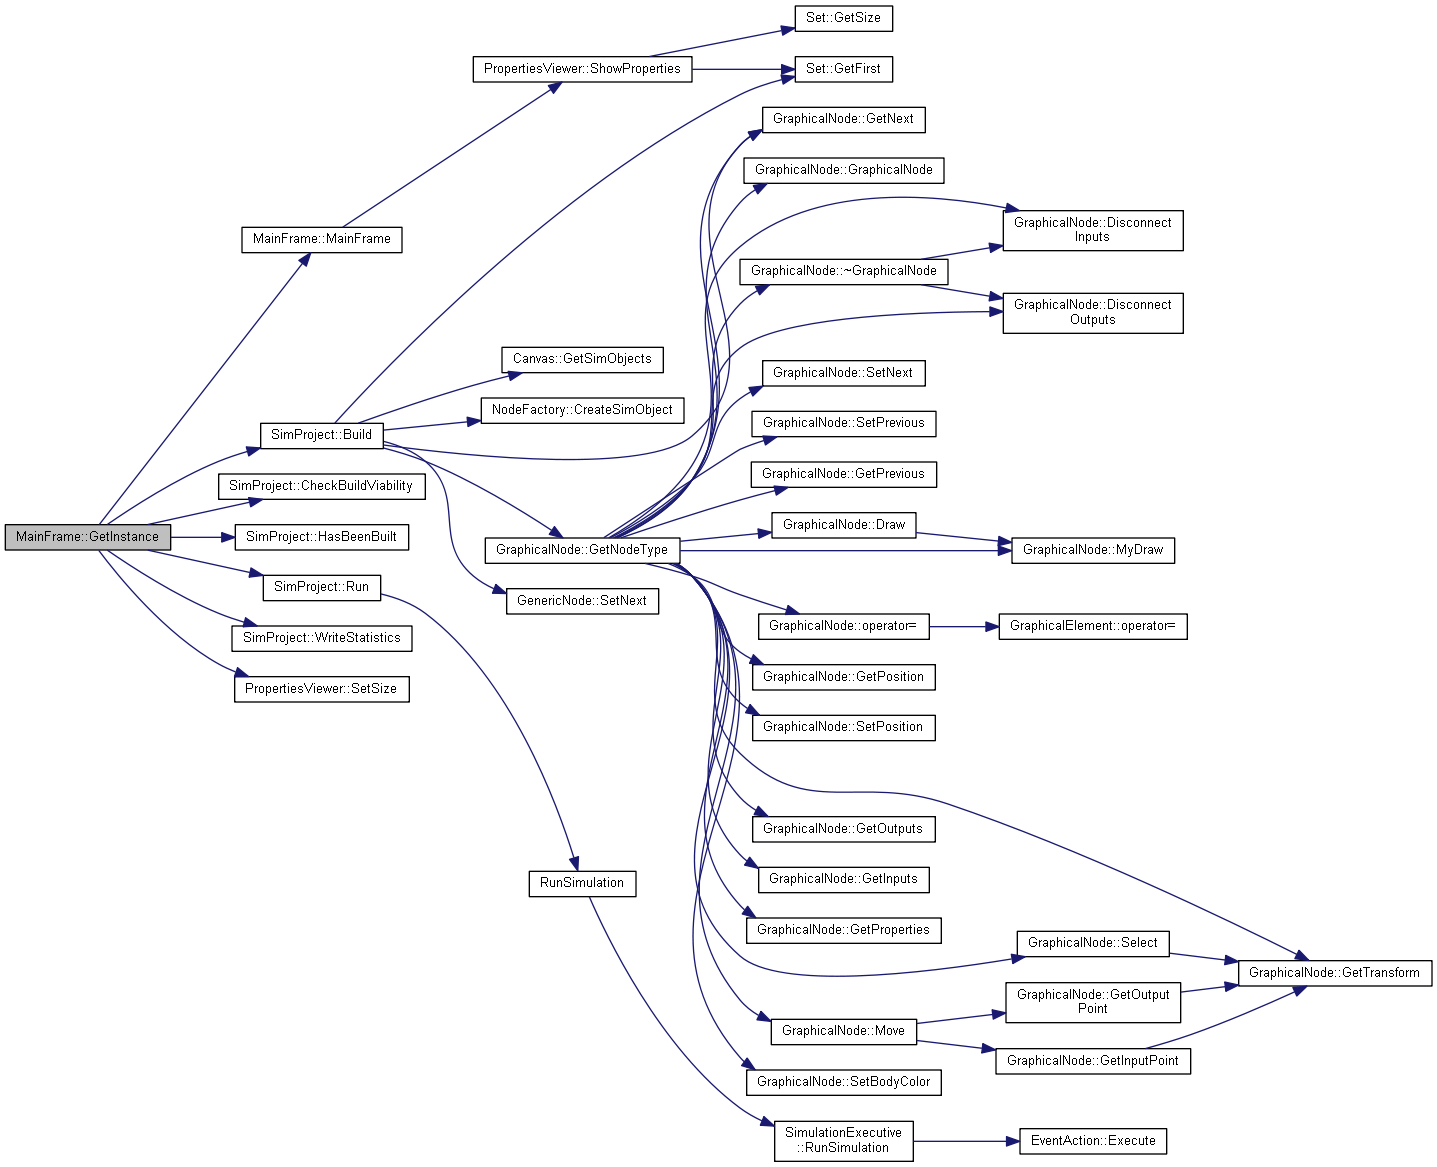 Set::GetSize
PropertiesViewer::ShowProperties
Set::GetFirst
GraphicalNode::GetNext
GraphicalNode::GraphicalNode
GraphicalNode::Disconnect
Inputs
MainFrame::MainFrame
GraphicalNode::~GraphicalNode
GraphicalNode::Disconnect
Outputs
Canvas::GetSimObjects
GraphicalNode::SetNext
NodeFactory::CreateSimObject
GraphicalNode::SetPrevious
SimProject::Build
GraphicalNode::GetPrevious
SimProject::CheckBuildViability
GraphicalNode::Draw
MainFrame::GetInstance
SimProject::HasBeenBuilt
GraphicalNode::GetNodeType
GraphicalNode::MyDraw
SimProject::Run
GenericNode::SetNext
GraphicalNode::operator=
GraphicalElement::operator=
SimProject::WriteStatistics
GraphicalNode::GetPosition
PropertiesViewer::SetSize
GraphicalNode::SetPosition
GraphicalNode::GetOutputs
RunSimulation
GraphicalNode::GetInputs
GraphicalNode::GetProperties
GraphicalNode::Select
GraphicalNode::GetTransform
GraphicalNode::GetOutput
Point
GraphicalNode::Move
GraphicalNode::GetInputPoint
GraphicalNode::SetBodyColor
SimulationExecutive
::RunSimulation
EventAction::Execute